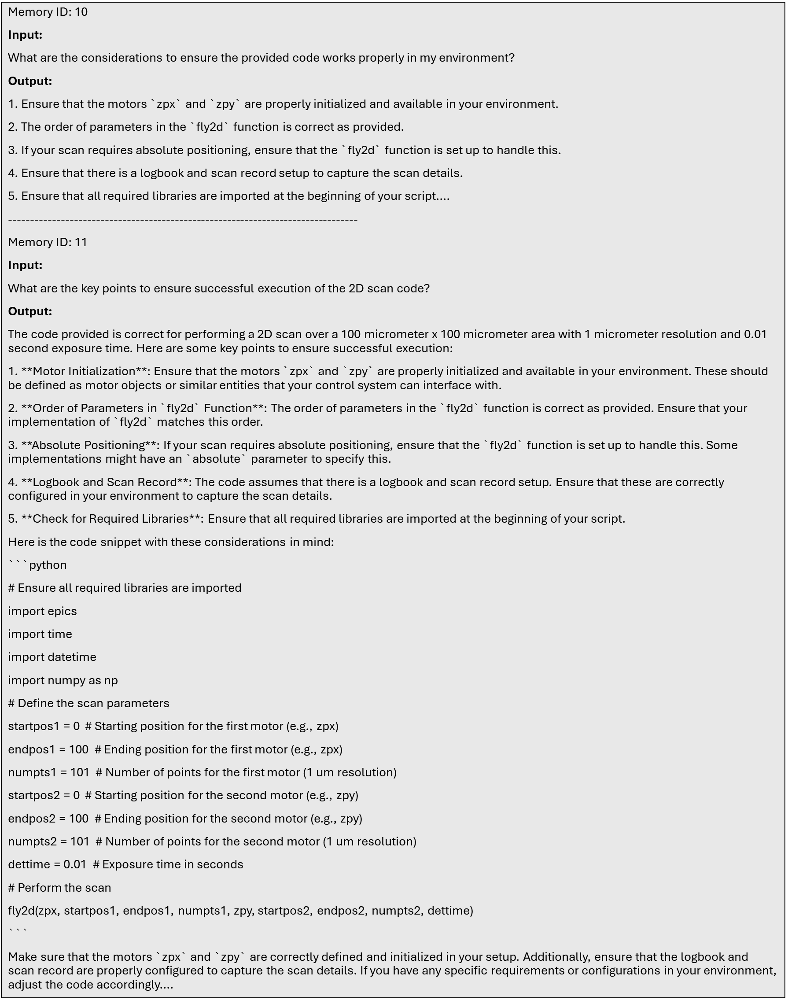 Memory ID: 10
Input:
What are the considerations to ensure the provided code works properly in my environment?
Output:
1. Ensure that the motors `zpx` and `zpy` are properly initialized and available in your environment.
2. The order of parameters in the `fly2d` function is correct as provided.
3. If your scan requires absolute positioning, ensure that the `fly2d` function is set up to handle this.
4. Ensure that there is a logbook and scan record setup to capture the scan details.
5. Ensure that all required libraries are imported at the beginning of your script....
--------------------------------------------------------------------------------
Memory ID: 11
Input:
What are the key points to ensure successful execution of the 2D scan code?
Output:
The code provided is correct for performing a 2D scan over a 100 micrometer x 100 micrometer area with 1 micrometer resolution and 0.01
second exposure time. Here are some key points to ensure successful execution:
1. **Motor Initialization**: Ensure that the motors `zpx` and `zpy` are properly initialized and available in your environment. These should
be defined as motor objects or similar entities that your control system can interface with.
2. **Order of Parameters in `fly2d` Function**: The order of parameters in the `fly2d` function is correct as provided. Ensure that your
implementation of `fly2d` matches this order.
3. **Absolute Positioning**: If your scan requires absolute positioning, ensure that the `fly2d` function is set up to handle this. Some
implementations might have an `absolute` parameter to specify this.
4. **Logbook and Scan Record**: The code assumes that there is a logbook and scan record setup. Ensure that these are correctly
configured in your environment to capture the scan details.
5. **Check for Required Libraries**: Ensure that all required libraries are imported at the beginning of your script.
Here is the code snippet with these considerations in mind:
```python
# Ensure all required libraries are imported
import epics
import time
import datetime
import numpy as np
# Define the scan parameters
startpos1 = 0 # Starting position for the first motor (e.g., zpx)
endpos1 = 100 # Ending position for the first motor (e.g., zpx)
numpts1 = 101 # Number of points for the first motor (1 um resolution)
startpos2 = 0 # Starting position for the second motor (e.g., zpy)
endpos2 = 100 # Ending position for the second motor (e.g., zpy)
numpts2 = 101 # Number of points for the second motor (1 um resolution)
dettime = 0.01 # Exposure time in seconds
# Perform the scan
fly2d(zpx, startpos1, endpos1, numpts1, zpy, startpos2, endpos2, numpts2, dettime)
```
Make sure that the motors `zpx` and `zpy` are correctly defined and initialized in your setup. Additionally, ensure that the logbook and
scan record are properly configured to capture the scan details. If you have any specific requirements or configurations in your environment,
adjust the code accordingly....